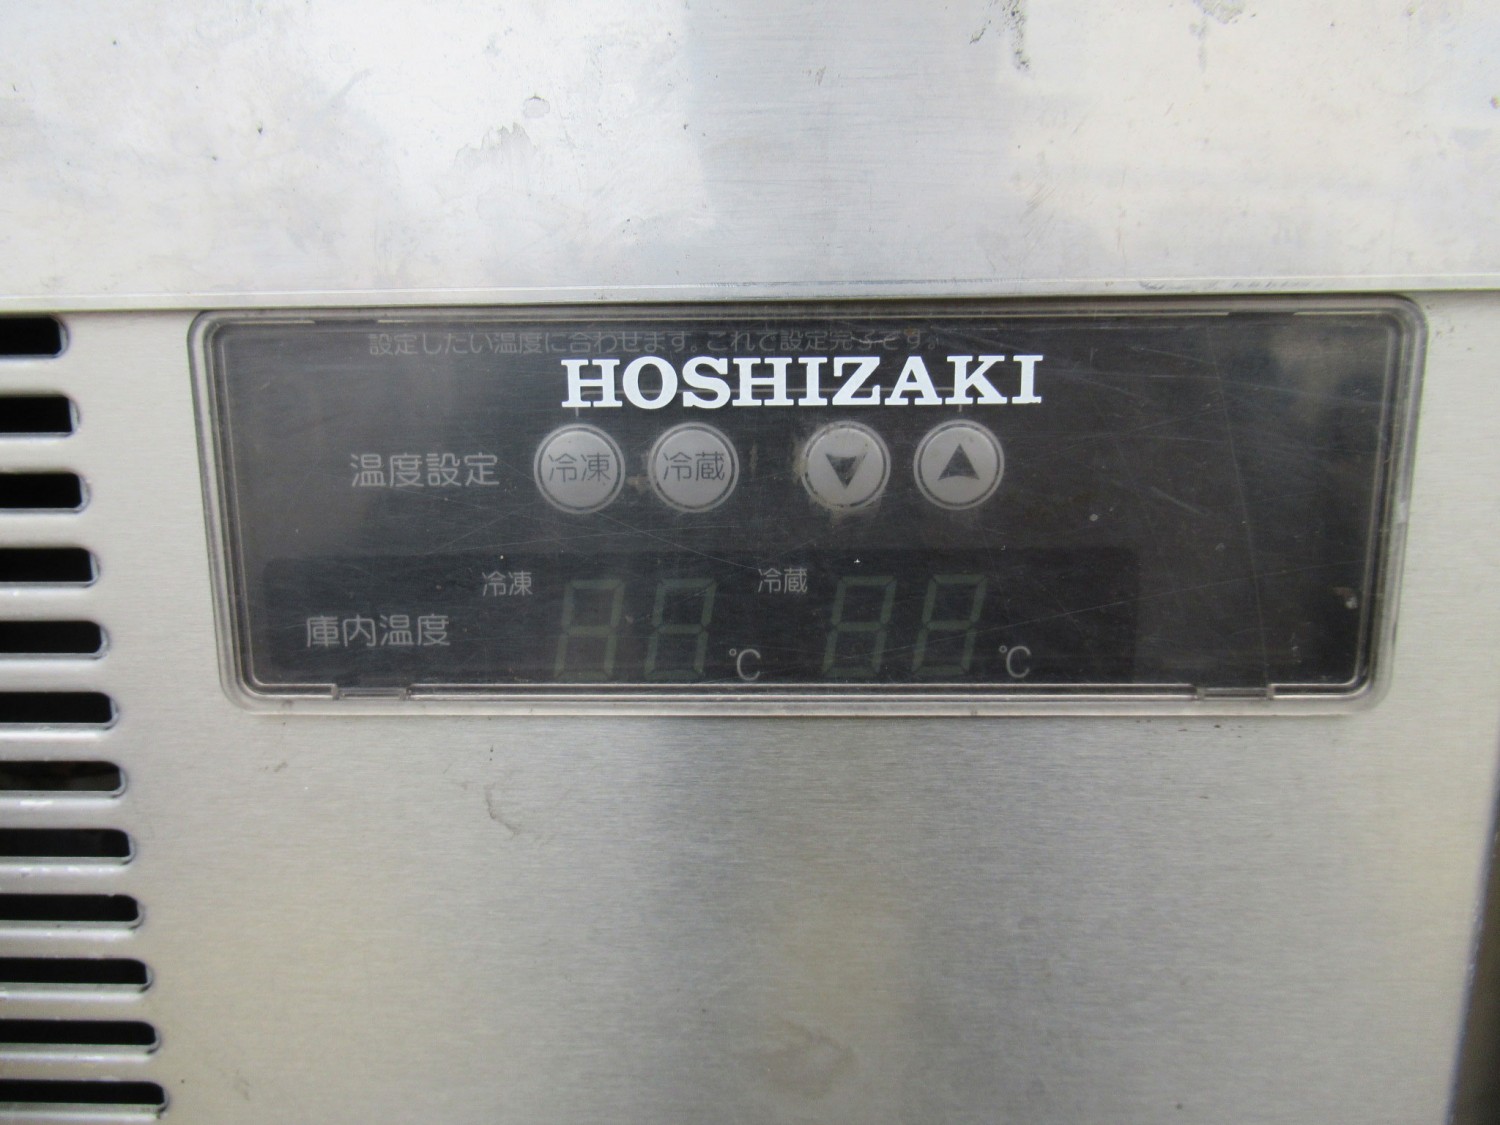 設定したい温度に合わせます。これで設定完了です。
HOSHIZAKI
温度設定 冷凍 冷蔵 ▼ ▲
冷凍 冷蔵
庫内温度 ℃ ℃